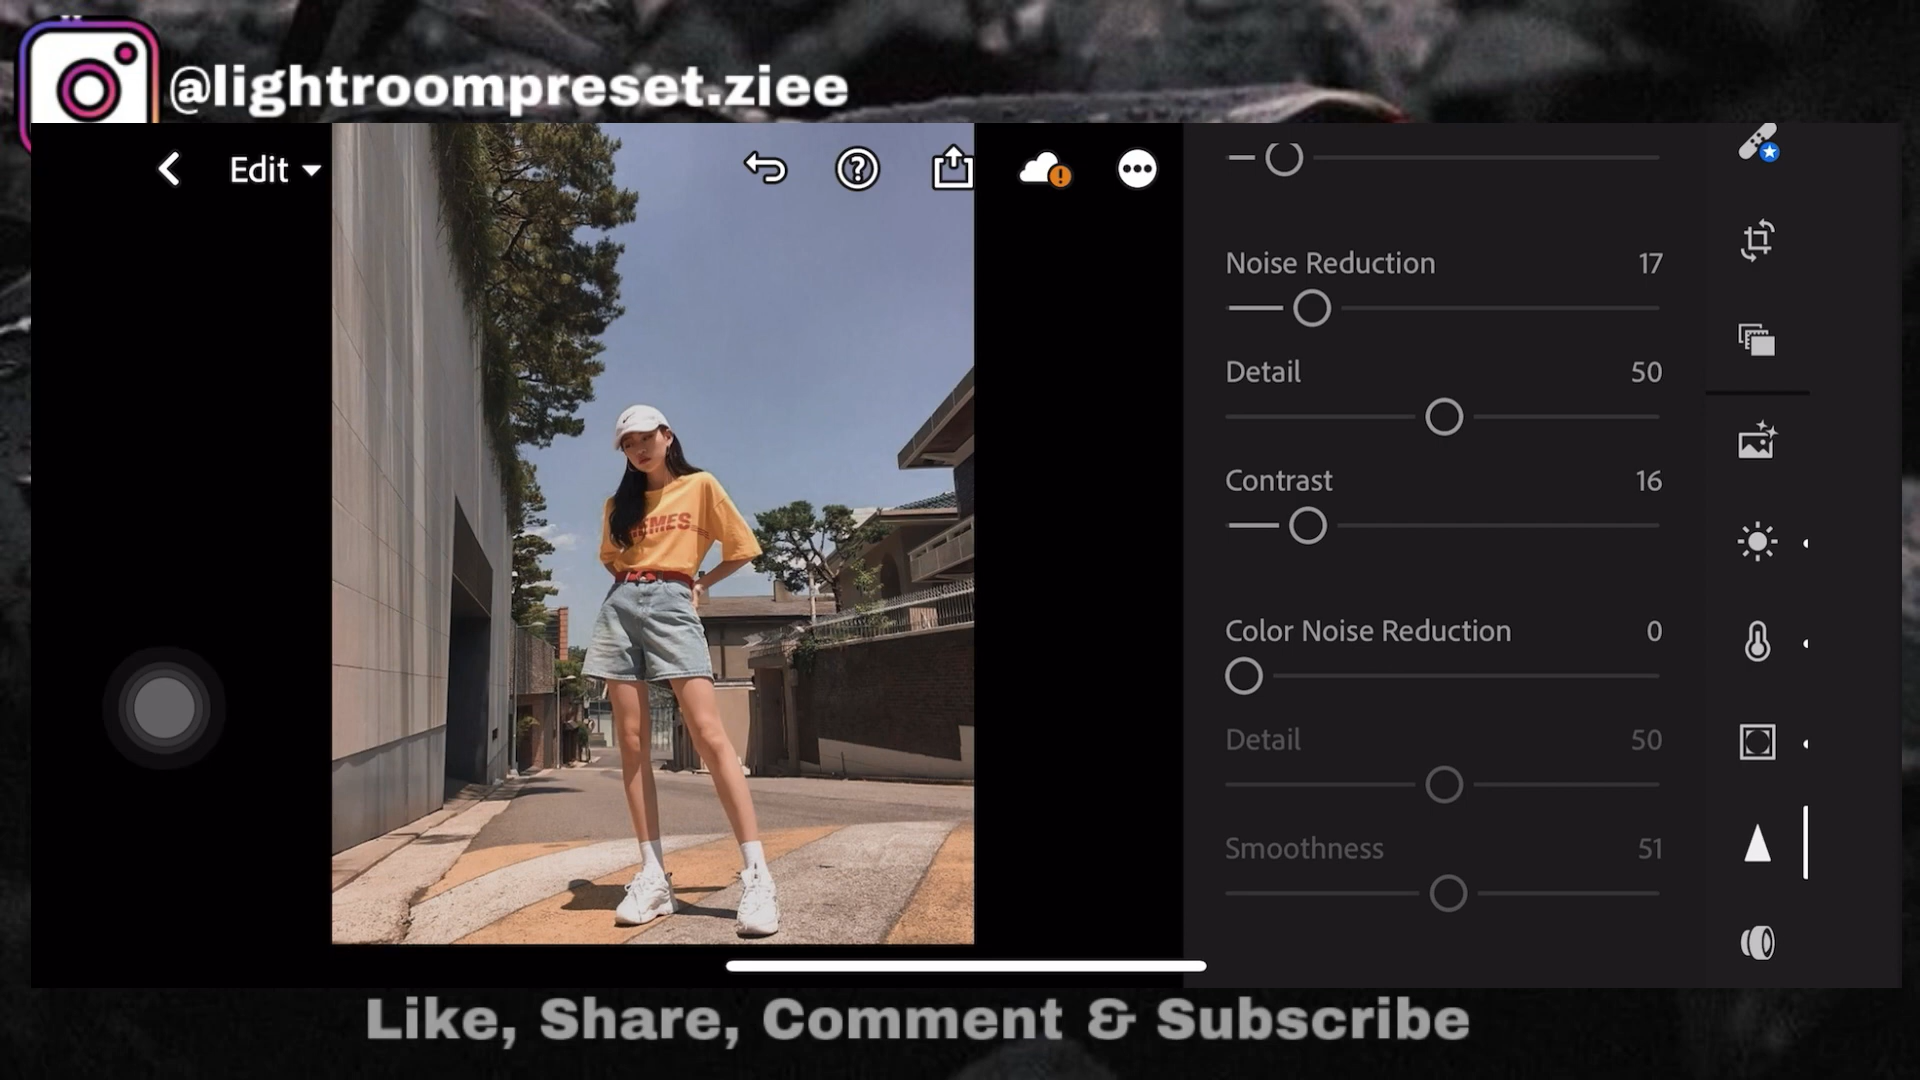 @lightroompreset.ziee
Edit
Noise Reduction 17
Detail 50
Contrast 16
Color Noise Reduction 0
Detail 50
Smoothness 51
Like, Share, Comment & Subscribe